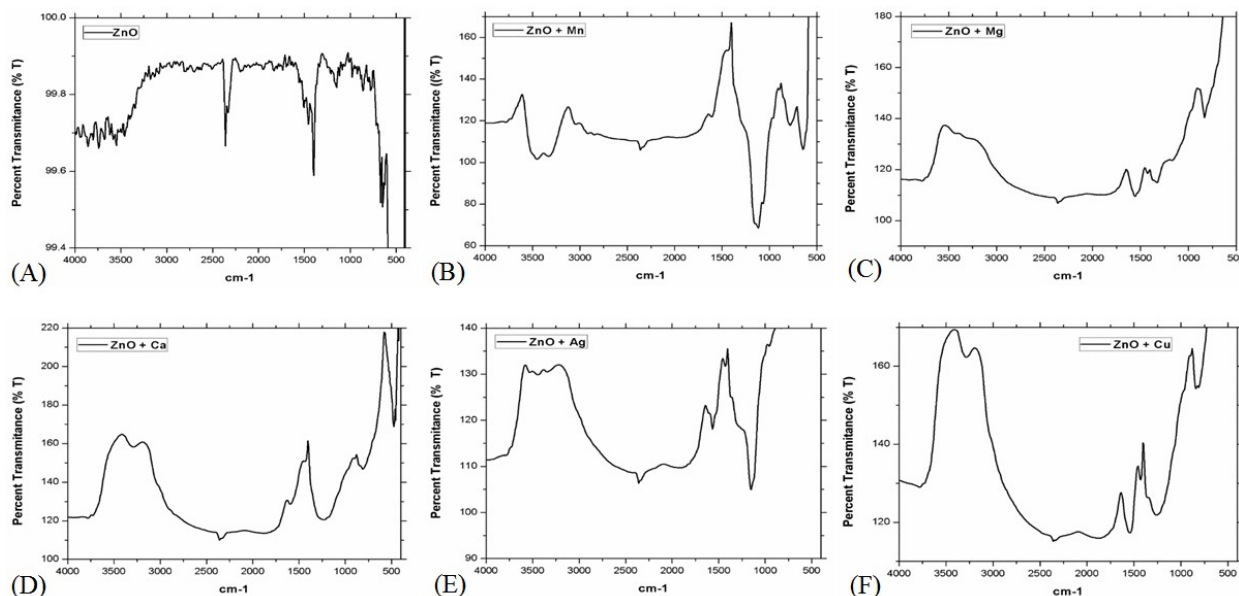 ZnO
Percent Transmitance (% T)
99.90
99.8
99.6
99.4
4000 3500 3000 2500 2000 1500 1000 500
cm-1
(A)
ZnO + Mn
Percent Transmitance ((% T)
160
140
120
100
80
60
4000 3500 3000 2500 2000 1500 1000 500
cm-1
(B)
ZnO + Mg
Percent Transmitance (% T)
180
160
140
120
100
4000 3500 3000 2500 2000 1500 1000 500
cm-1
(C)
ZnO + Ca
Percent Transmitance (% T)
220
200
180
160
140
120
100
4000 3500 3000 2500 2000 1500 1000 500
cm-1
(D)
ZnO + Ag
Percent Transmitance (% T)
140
130
120
110
100
90
4000 3500 3000 2500 2000 1500 1000 500
cm-1
(E)
ZnO + Cu
Percent Transmitance (% T)
160
140
130
120
4000 3500 3000 2500 2000 1500 1000 500
cm-1
(F)